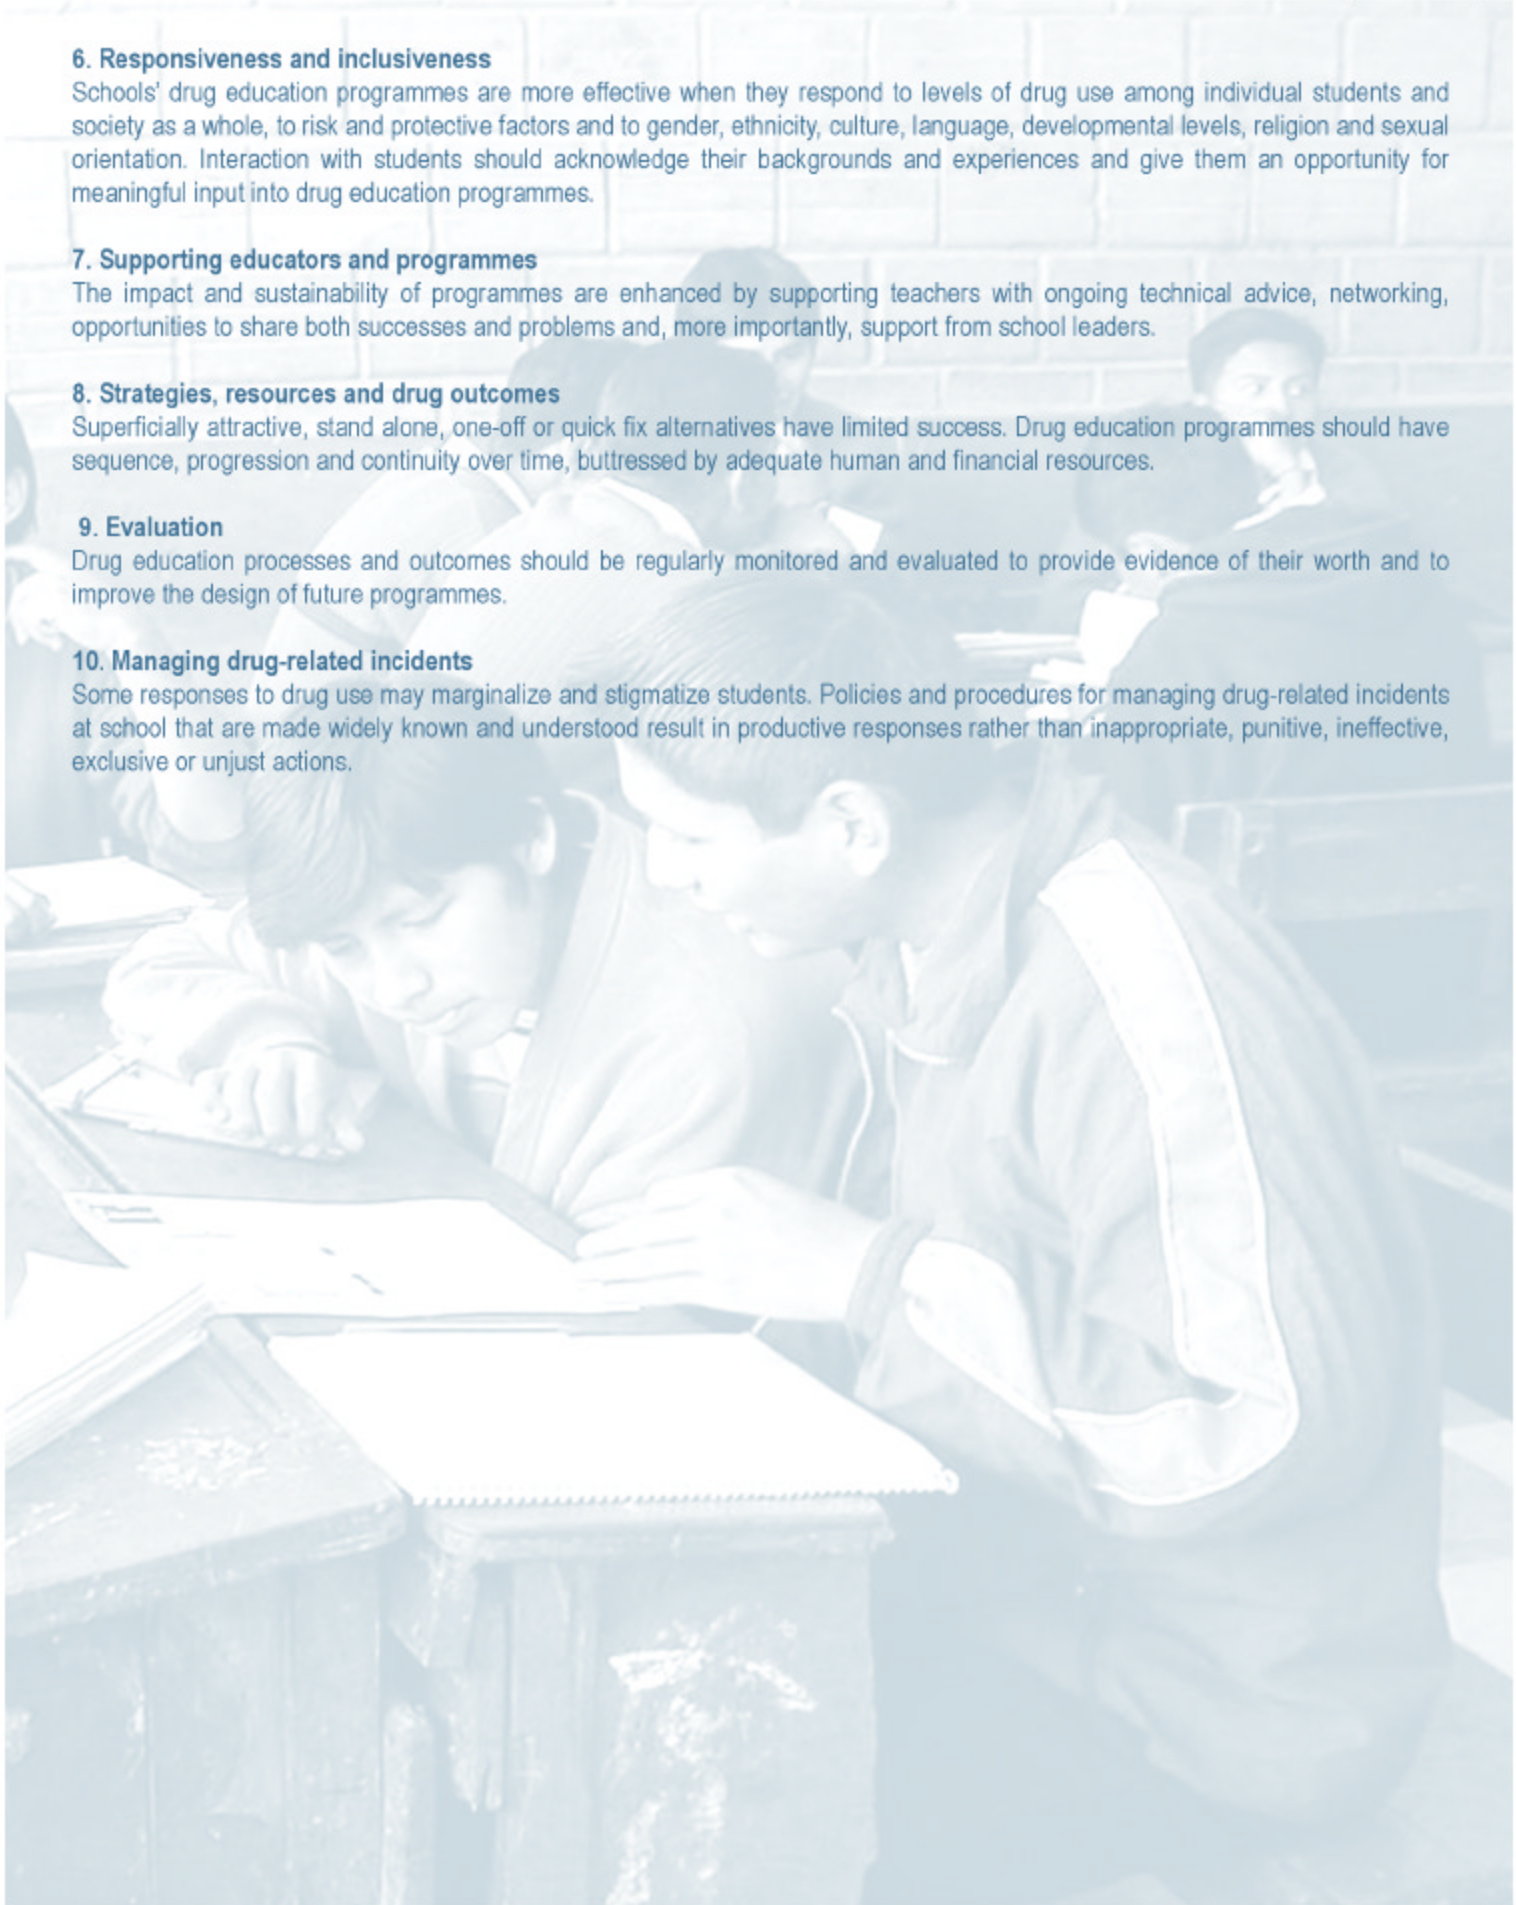 6. Responsiveness and inclusiveness
Schools' drug education programmes are more effective when they respond to levels of drug use among individual students and
society as a whole, to risk and protective factors and to gender, ethnicity, culture, language, developmental levels, religion and sexual
orientation. Interaction with students should acknowledge their backgrounds and experiences and give them an opportunity for
meaningful input into drug education programmes.
7. Supporting educators and programmes
The impact and sustainability of programmes are enhanced by supporting teachers with ongoing technical advice, networking,
opportunities to share both successes and problems and, more importantly, support from school leaders.
8. Strategies, resources and drug outcomes
Superficially attractive, stand alone, one-off or quick fix alternatives have limited success. Drug education programmes should have
sequence, progression and continuity over time, buttressed by adequate human and financial resources.
9. Evaluation
Drug education processes and outcomes should be regularly monitored and evaluated to provide evidence of their worth and to
improve the design of future programmes.
10. Managing drug-related incidents
Some responses to drug use may marginalize and stigmatize students. Policies and procedures for managing drug-related incidents
at school that are made widely known and understood result in productive responses rather than inappropriate, punitive, ineffective,
exclusive or unjust actions.